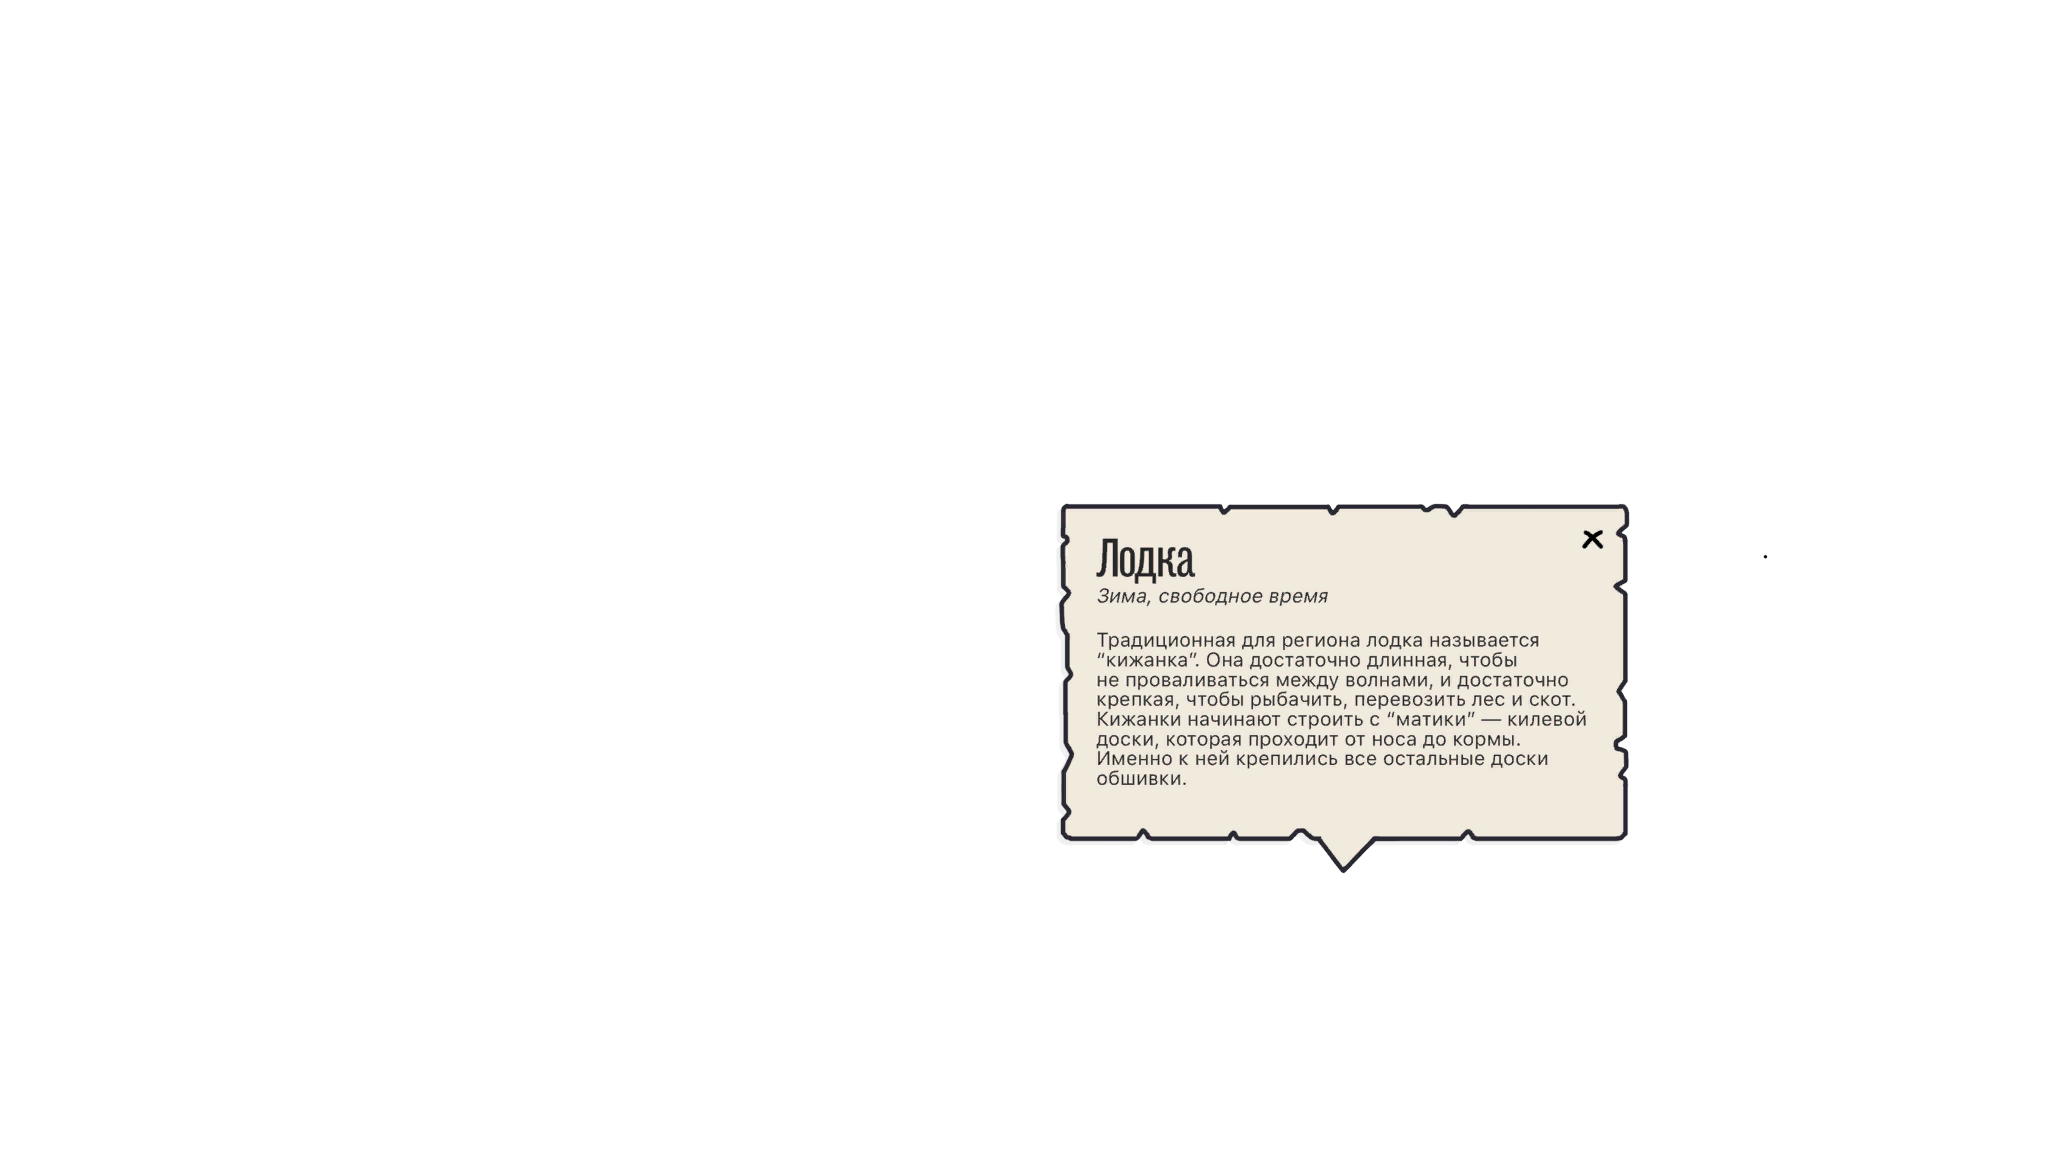 Лодка
Зима, свободное время
Традиционная для региона лодка называется
“кижанка”. Она достаточно длинная, чтобы
не проваливаться между волнами, и достаточно
крепкая, чтобы рыбачить, перевозить лес и скот.
Кижанки начинают строить с “матики” — килевой
доски, которая проходит от носа до кормы.
Именно к ней крепились все остальные доски
обшивки.